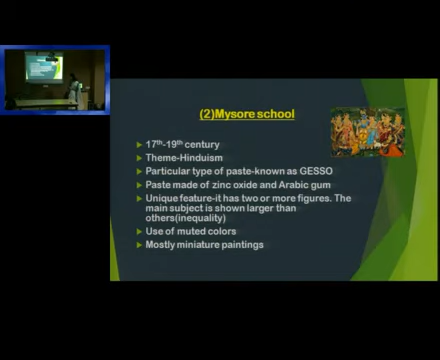 (2)Mysore school
17th-19th century
Theme-Hinduism
Particular type of paste-known as GESSO
Paste made of zinc oxide and Arabic gum
Unique feature-it has two or more figures. The
main subject is shown larger than
others(inequality)
Use of muted colors
Mostly miniature paintings